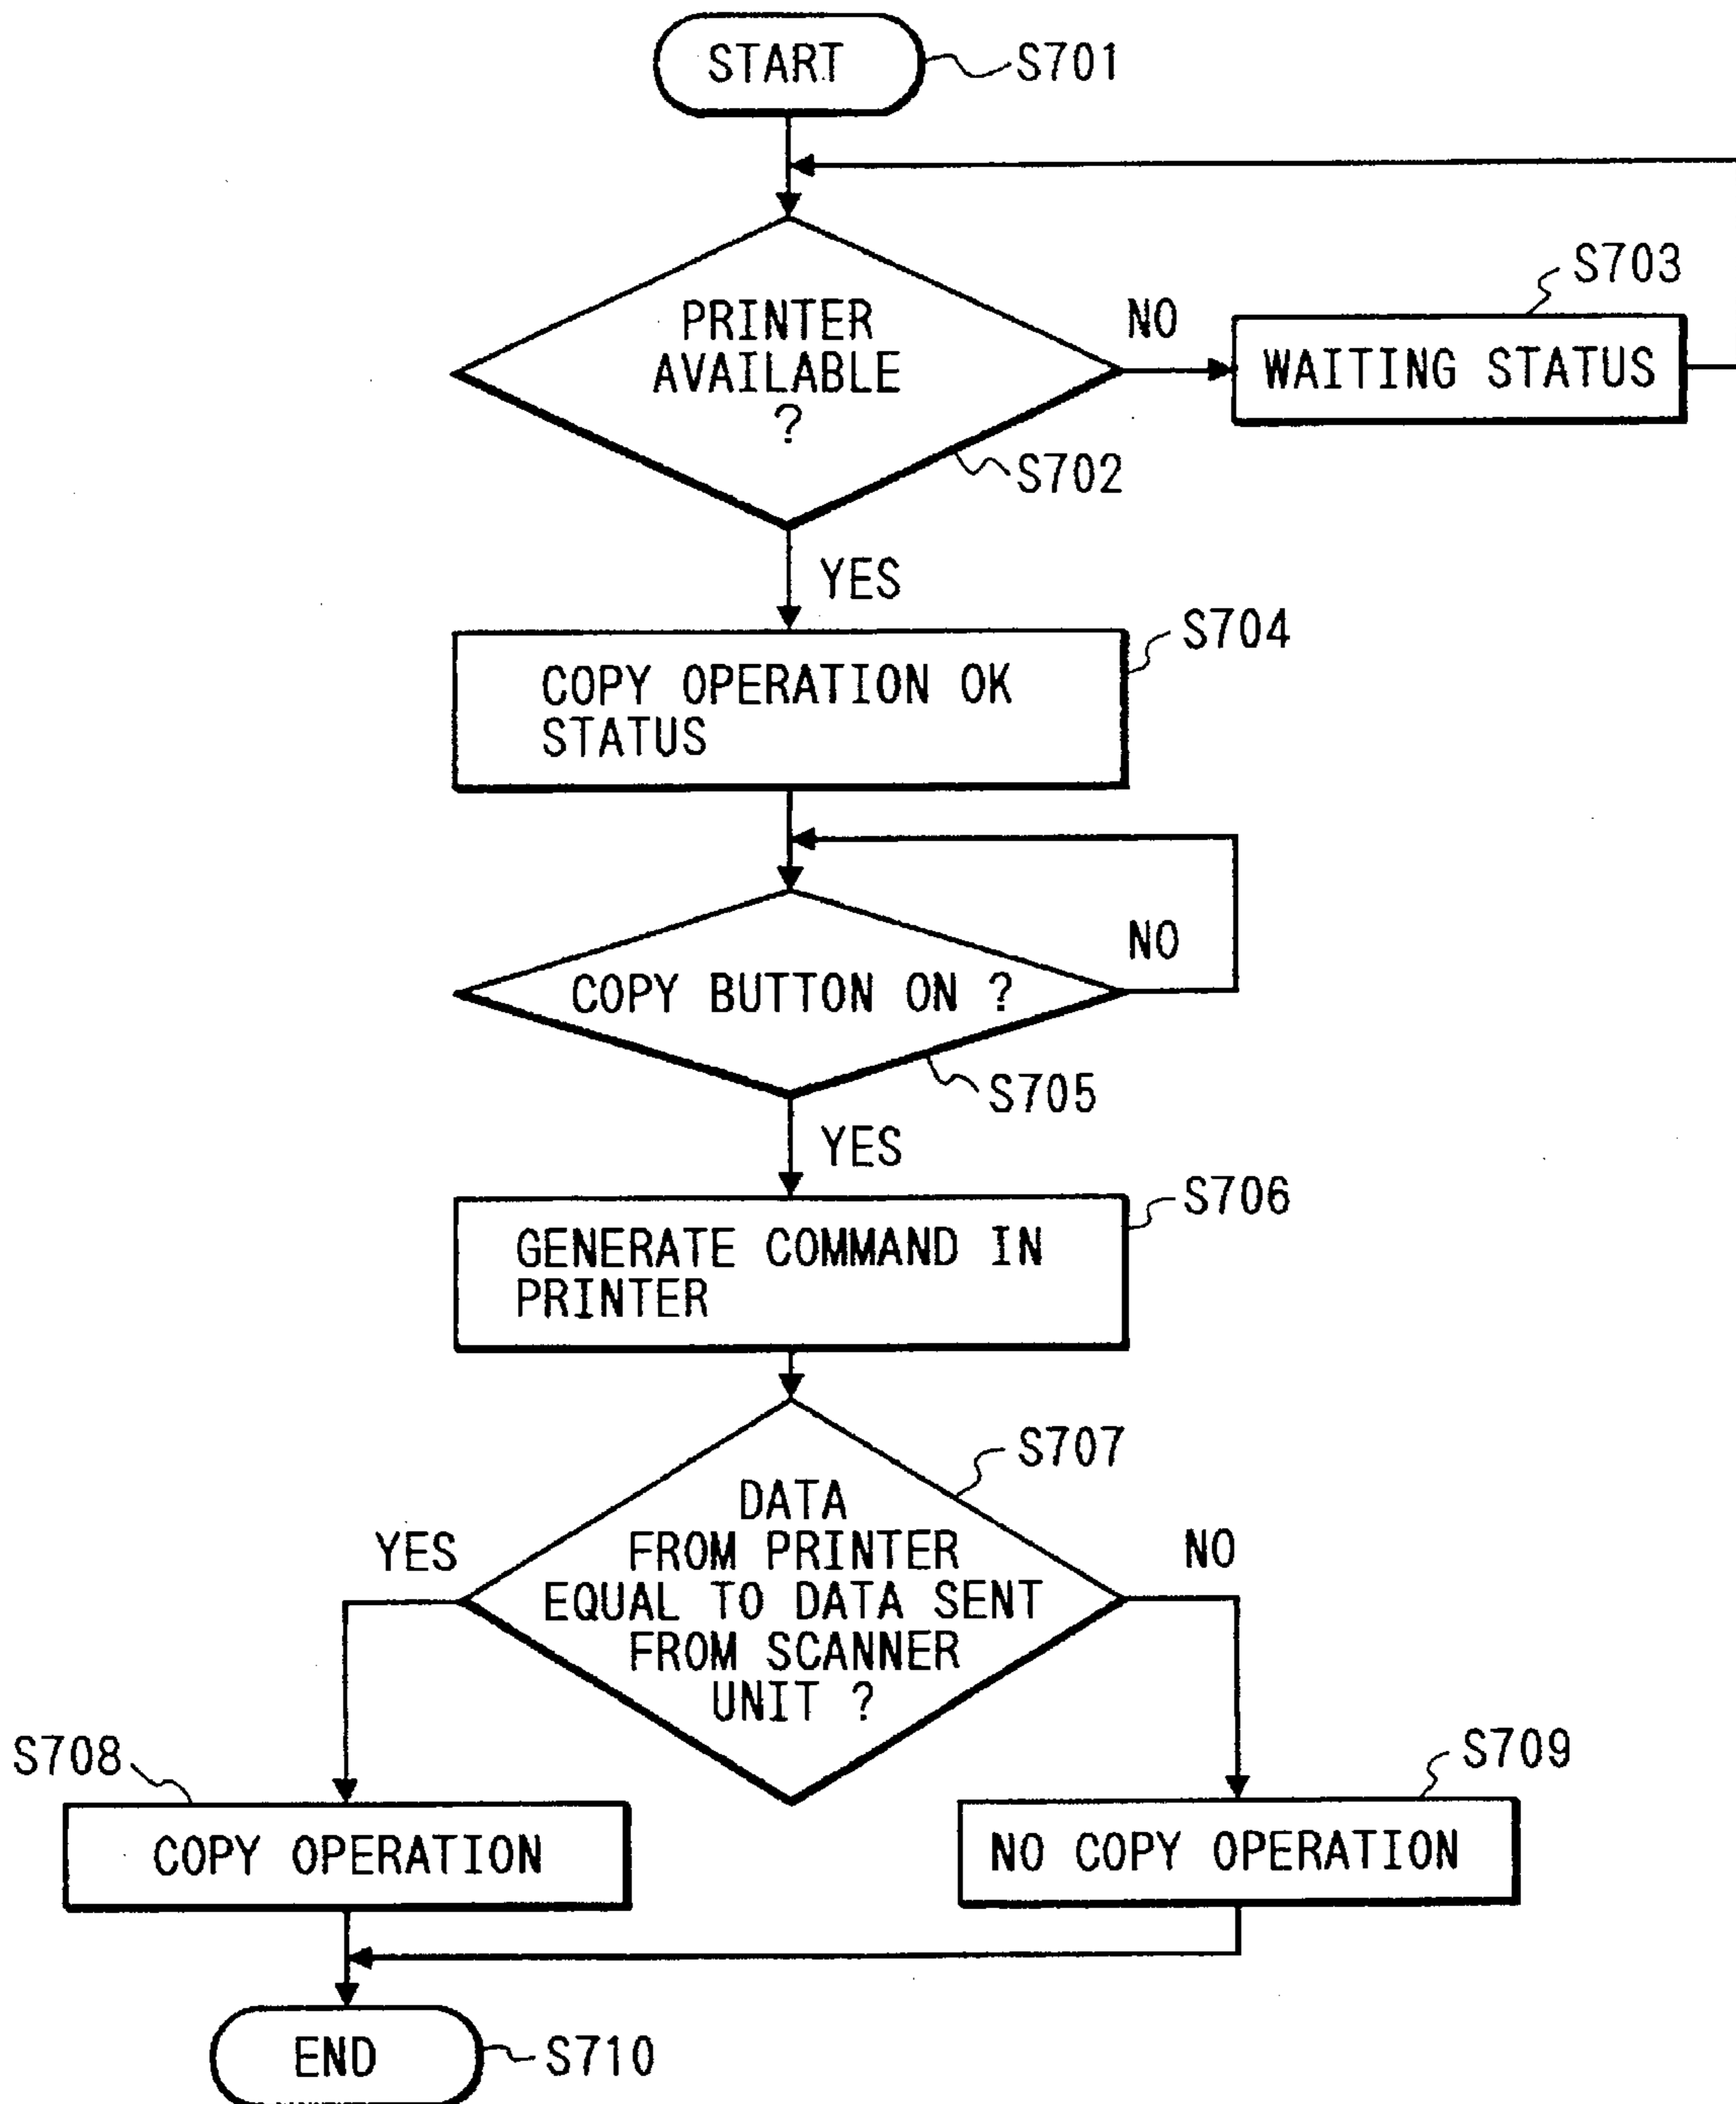 START
S701
PRINTER
AVAILABLE
?
S702
NO
S703
WAITING STATUS
YES
S704
COPY OPERATION OK
STATUS
COPY BUTTON ON ?
NO
S705
YES
S706
GENERATE COMMAND IN
PRINTER
S707
DATA
FROM PRINTER
EQUAL TO DATA SENT
FROM SCANNER
UNIT ?
YES
NO
S708
COPY OPERATION
S709
NO COPY OPERATION
END
S710